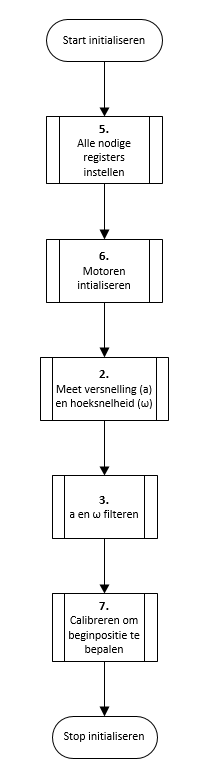 Start initialiseren
5.
Alle nodige
registers
instellen
6.
Motoren
intialiseren
2.
Meet versnelling (a)
en hoeksnelheid (ω)
3.
a en ω filteren
7.
Calibreren om
beginpositie te
bepalen
Stop initialiseren